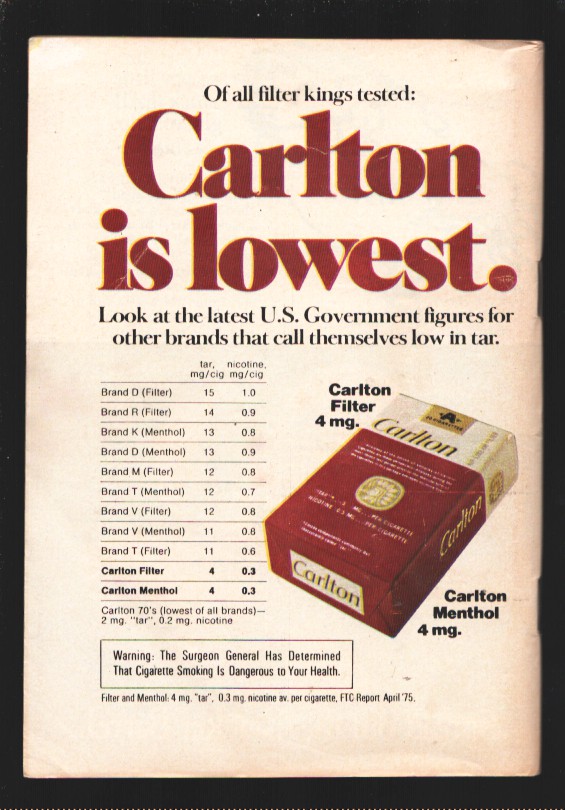 Of all filter kings tested:
Carlton
is lowest.
Look at the latest U.S. Government figures for
other brands that call themselves low in tar.
tar, nicotine,
mg/cig mg/cig
Brand D (Filter) 15 1.0
Brand R (Filter) 14 0.9
Brand K (Menthol) 13 0.8
Brand D (Menthol) 13 0.9
Brand M (Filter) 12 0.8
Brand T (Menthol) 12 0.7
Brand V (Filter) 12 0.8
Brand V (Menthol) 11 0.8
Brand T (Filter) 11 0.6
Carlton Filter 4 0.3
Carlton Menthol 4 0.3
Carlton 70's (lowest of all brands)—
2 mg. "tar", 0.2 mg. nicotine
Carlton
Filter
4 mg.
Carlton
Carlton
Carlton
PER CIGARETTE
PER CIGARETTE
Carlton
Menthol
4 mg.
Warning: The Surgeon General Has Determined
That Cigarette Smoking Is Dangerous to Your Health.
Filter and Menthol: 4 mg. "tar", 0.3 mg. nicotine av. per cigarette, FTC Report April '75.